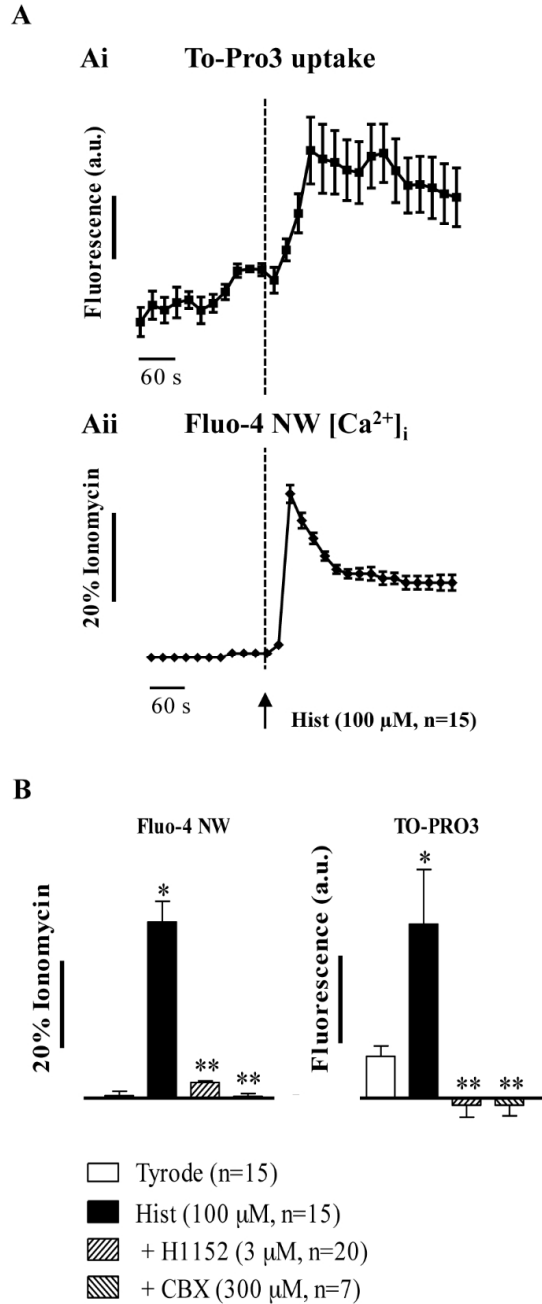 A
Ai To-Pro3 uptake
Fluorescence (a.u.)
60 s
Aii Fluo-4 NW [Ca²⁺]ᵢ
20% Ionomycin
60 s
Hist (100 µM, n=15)
B
Fluo-4 NW
TO-PRO3
20% Ionomycin
*
**
**
Fluorescence (a.u.)
*
**
**
Tyrode (n=15)
Hist (100 µM, n=15)
+ H1152 (3 µM, n=20)
+ CBX (300 µM, n=7)